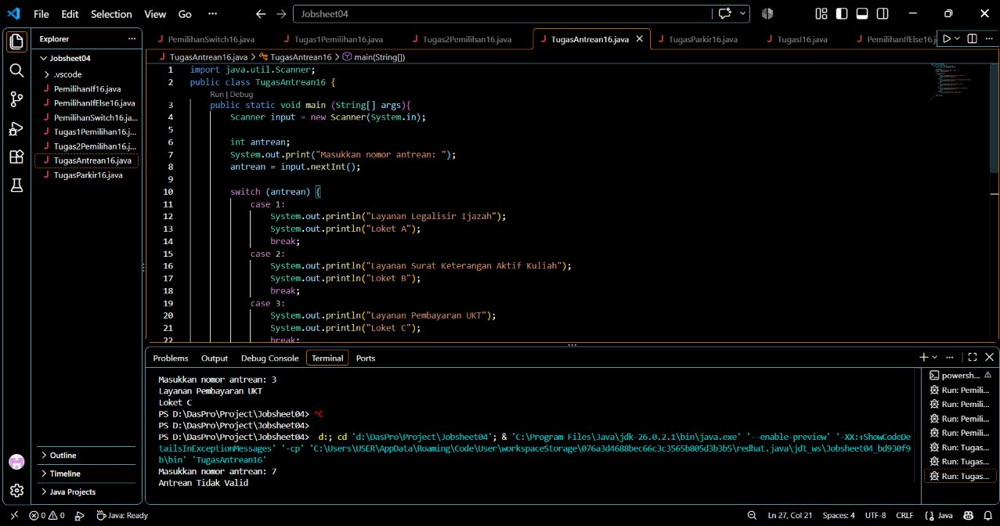 File Edit Selection View Go ··· Jobsheet04
Explorer ···
Jobsheet04
.vscode
J PemilihanIf16.java
J PemilihanIfElse16.java
J PemilihanSwitch16.ja...
J Tugas1Pemilihan16.j...
J Tugas2Pemilihan16.j...
J TugasAntrean16.java
J TugasParkir16.java
Outline
Timeline
Java Projects
J PemilihanSwitch16.java J Tugas1Pemilihan16.java J Tugas2Pemilihan16.java J TugasAntrean16.java J TugasParkir16.java J TugasI16.java J PemilihanIfElse16.j
J TugasAntrean16.java > TugasAntrean16 > main(String[])
1 import java.util.Scanner;
2 public class TugasAntrean16 {
Run | Debug
3 public static void main (String[] args){
4 Scanner input = new Scanner(System.in);
5
6 int antrean;
7 System.out.print("Masukkan nomor antrean: ");
8 antrean = input.nextInt();
9
10 switch (antrean) {
11 case 1:
12 System.out.println("Layanan Legalisir Ijazah");
13 System.out.println("Loket A");
14 break;
15 case 2:
16 System.out.println("Layanan Surat Keterangan Aktif Kuliah");
17 System.out.println("Loket B");
18 break;
19 case 3:
20 System.out.println("Layanan Pembayaran UKT");
21 System.out.println("Loket C");
22 break;
Problems Output Debug Console Terminal Ports
Masukkan nomor antrean: 3
Layanan Pembayaran UKT
Loket C
PS D:\DasPro\Project\Jobsheet04> ^C
PS D:\DasPro\Project\Jobsheet04>
PS D:\DasPro\Project\Jobsheet04> d:; cd 'd:\DasPro\Project\Jobsheet04'; & 'C:\Program Files\Java\jdk-26.0.2.1\bin\java.exe' '--enable-preview' '-XX:+ShowCodeDe
tailsInExceptionMessages' '-cp' 'C:\Users\USER\AppData\Roaming\Code\User\workspaceStorage\076a3d4688bec66c3c3565b805d3b3b5\redhat.java\jdt_ws\Jobsheet04_bd930f9
b\bin' 'TugasAntrean16'
Masukkan nomor antrean: 7
Antrean Tidak Valid
powersh...
Run: Pemili...
Run: Pemili...
Run: Pemili...
Run: Pemili...
Run: Tugas...
Run: Tugas...
Run: Tugas...
0 0 Java: Ready Ln 27, Col 21 Spaces: 4 UTF-8 CRLF {} Java